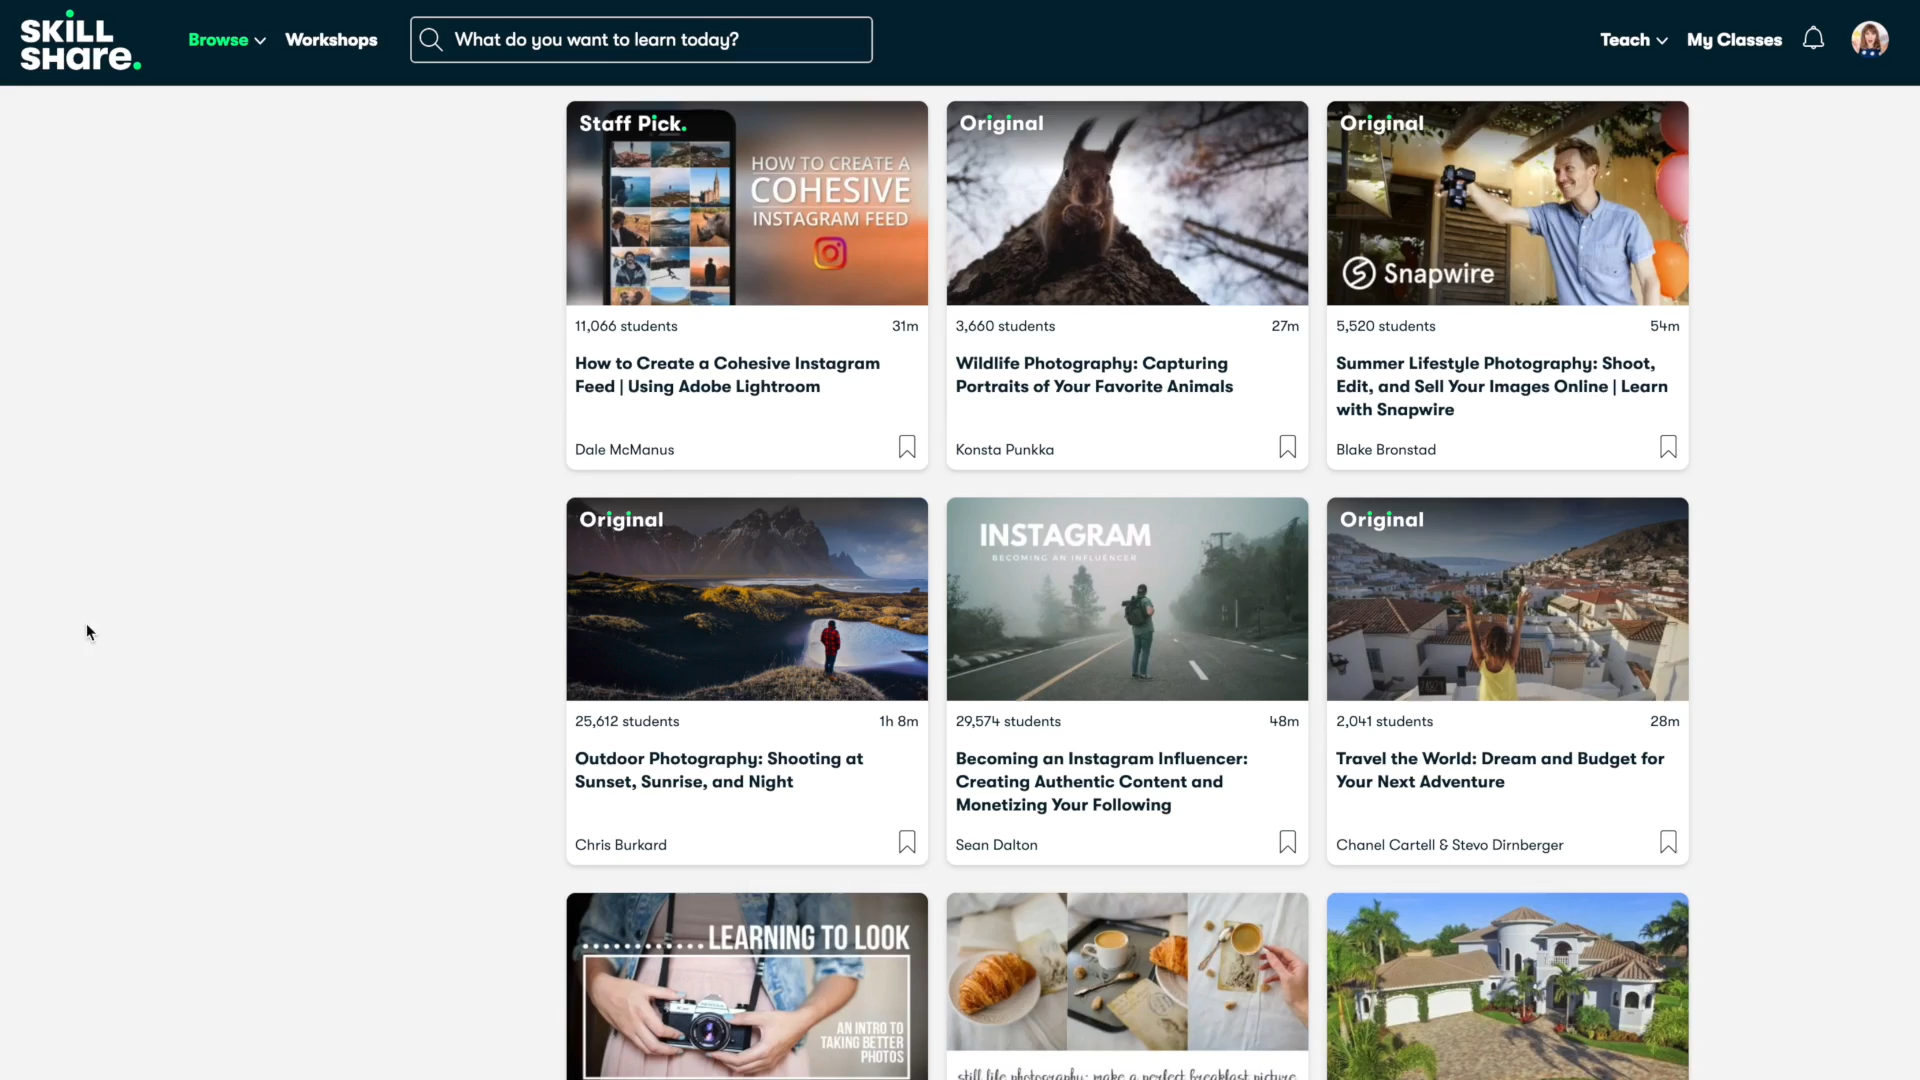 SKILL
SHare.
Browse
Workshops
What do you want to learn today?
Teach
My Classes
Staff Pick.
HOW TO CREATE A
COHESIVE
INSTAGRAM FEED
11,066 students
31m
How to Create a Cohesive Instagram
Feed | Using Adobe Lightroom
Dale McManus
Original
3,660 students
27m
Wildlife Photography: Capturing
Portraits of Your Favorite Animals
Konsta Punkka
Original
Snapwire
5,520 students
54m
Summer Lifestyle Photography: Shoot,
Edit, and Sell Your Images Online | Learn
with Snapwire
Blake Bronstad
Original
25,612 students
1h 8m
Outdoor Photography: Shooting at
Sunset, Sunrise, and Night
Chris Burkard
INSTAGRAM
BECOMING AN INFLUENCER
29,574 students
48m
Becoming an Instagram Influencer:
Creating Authentic Content and
Monetizing Your Following
Sean Dalton
Original
2,041 students
28m
Travel the World: Dream and Budget for
Your Next Adventure
Chanel Cartell & Stevo Dirnberger
............LEARNING TO LOOK
AN INTRO TO
TAKING BETTER
PHOTOS
still life photography: make a perfect breakfast picture